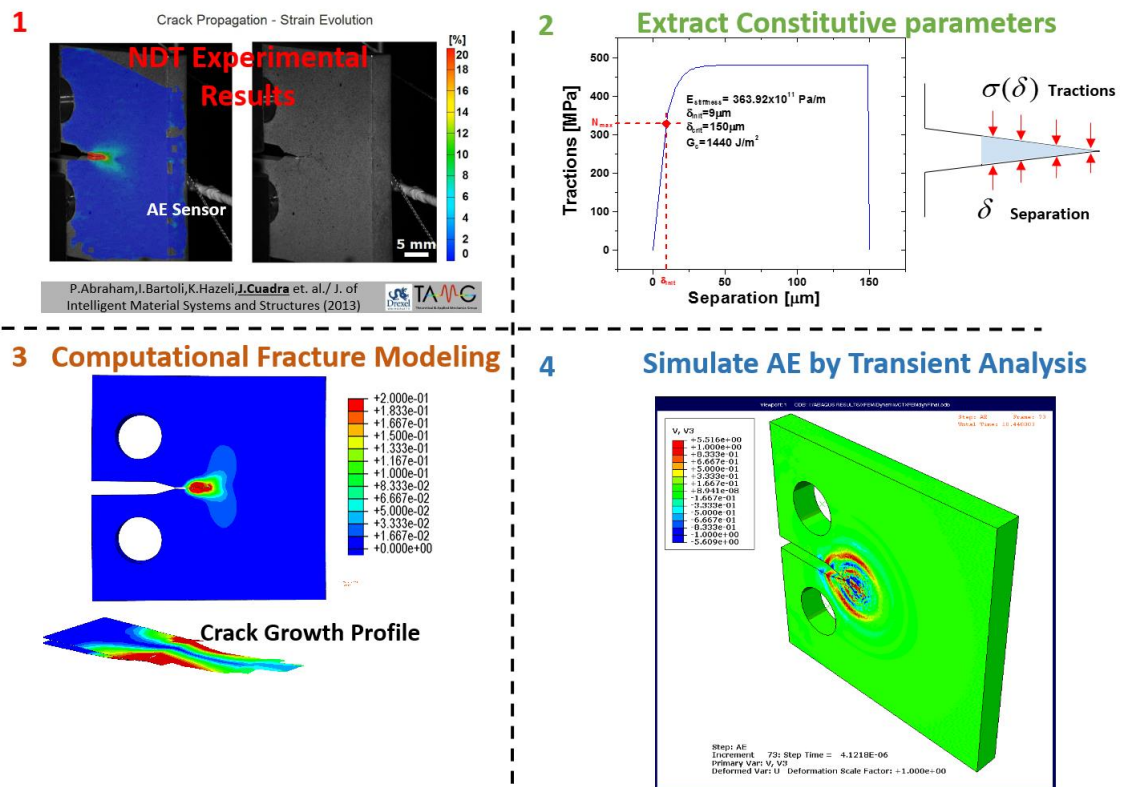 1
Crack Propagation - Strain Evolution
NDT Experimental
Results
[%]
20
18
16
14
12
10
8
6
4
2
0
AE Sensor
5 mm
P.Abraham,I.Bartoli,K.Hazeli,J.Cuadra et. al./ J. of
Intelligent Material Systems and Structures (2013)
Drexel
TAMG
2 Extract Constitutive parameters
Tractions [MPa]
500
400
300
200
100
0
Nmax
Estiffness= 363.92x10¹¹ Pa/m
δinit=9μm
δcrit=150μm
Gc=1440 J/m²
0 50 100 150
δinit
Separation [μm]
σ(δ) Tractions
δ Separation
3 Computational Fracture Modeling
+2.000e-01
+1.833e-01
+1.667e-01
+1.500e-01
+1.333e-01
+1.167e-01
+1.000e-01
+8.333e-02
+6.667e-02
+5.000e-02
+3.333e-02
+1.667e-02
+0.000e+00
Crack Growth Profile
4 Simulate AE by Transient Analysis
Step: AE Frame: 73
V, V3
+5.516e+00
+1.000e+00
+8.333e-01
+6.667e-01
+5.000e-01
+3.333e-01
+1.667e-01
+8.941e-08
-1.667e-01
-3.333e-01
-5.000e-01
-6.667e-01
-8.333e-01
-1.000e+00
-5.609e+00
Step: AE
Increment 73: Step Time = 4.1218E-06
Primary Var: V, V3
Deformed Var: U Deformation Scale Factor: +1.000e+00